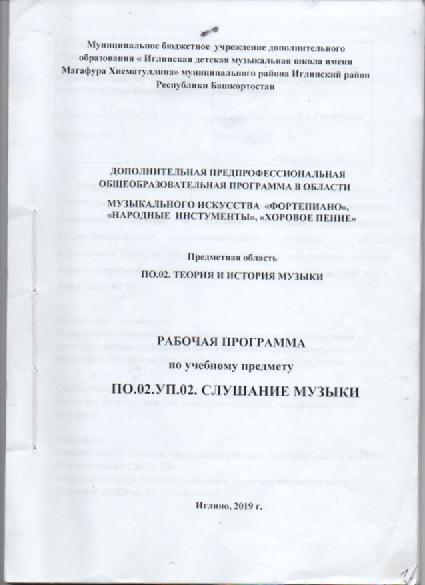 Муниципальное бюджетное учреждение дополнительного
образования « Иглинская детская музыкальная школа имени
Магафура Хисматуллина» муниципального района Иглинский район
Республики Башкортостан
ДОПОЛНИТЕЛЬНАЯ ПРЕДПРОФЕССИОНАЛЬНАЯ
ОБЩЕОБРАЗОВАТЕЛЬНАЯ ПРОГРАММА В ОБЛАСТИ
МУЗЫКАЛЬНОГО ИСКУССТВА «ФОРТЕПИАНО»,
«НАРОДНЫЕ ИНСТУМЕНТЫ», «ХОРОВОЕ ПЕНИЕ»
Предметная область
ПО.02. ТЕОРИЯ И ИСТОРИЯ МУЗЫКИ
РАБОЧАЯ ПРОГРАММА
по учебному предмету
ПО.02.УП.02. СЛУШАНИЕ МУЗЫКИ
Иглино, 2019 г.